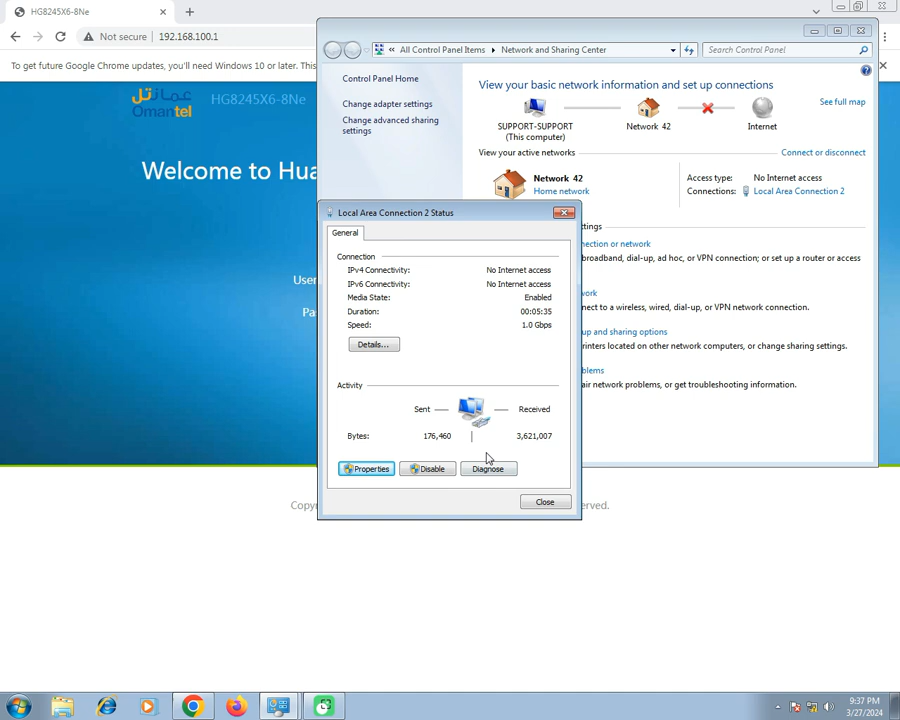 HG8245X6-8Ne
Not secure
192.168.100.1
To get future Google Chrome updates, you'll need Windows 10 or later. This
عمانتل
Omantel
HG8245X6-8Ne
Welcome to Hua
User
Pa
Copy
erved.
All Control Panel Items
Network and Sharing Center
Search Control Panel
Control Panel Home
Change adapter settings
Change advanced sharing
settings
View your basic network information and set up connections
See full map
SUPPORT-SUPPORT
(This computer)
Network 42
Internet
View your active networks
Connect or disconnect
Network 42
Home network
Access type:
No Internet access
Connections:
Local Area Connection 2
ttings
nection or network
broadband, dial-up, ad hoc, or VPN connection; or set up a router or access
work
nect to a wireless, wired, dial-up, or VPN network connection.
up and sharing options
rinters located on other network computers, or change sharing settings.
blems
air network problems, or get troubleshooting information.
Local Area Connection 2 Status
General
Connection
IPv4 Connectivity:
No Internet access
IPv6 Connectivity:
No Internet access
Media State:
Enabled
Duration:
00:05:35
Speed:
1.0 Gbps
Details...
Activity
Sent
Received
Bytes:
176,460
3,621,007
Properties
Disable
Diagnose
Close
9:37 PM
3/27/2024